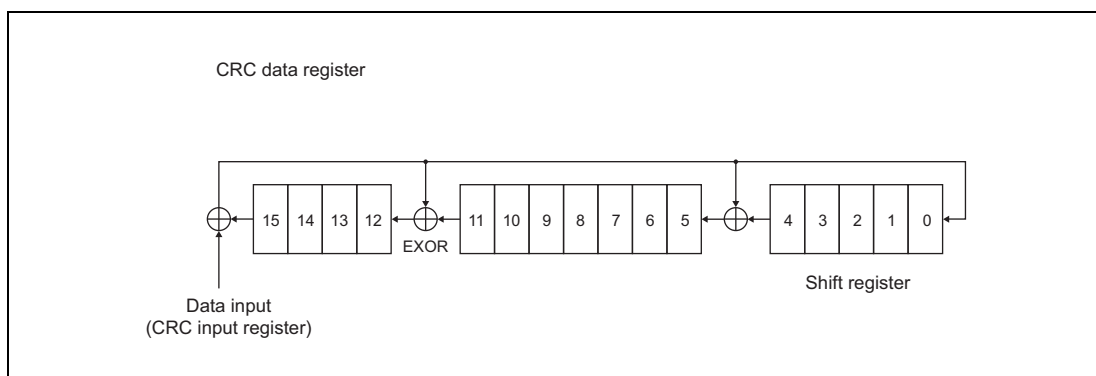 CRC data register
15 14 13 12 11 10 9 8 7 6 5 4 3 2 1 0
EXOR
Shift register
Data input
(CRC input register)